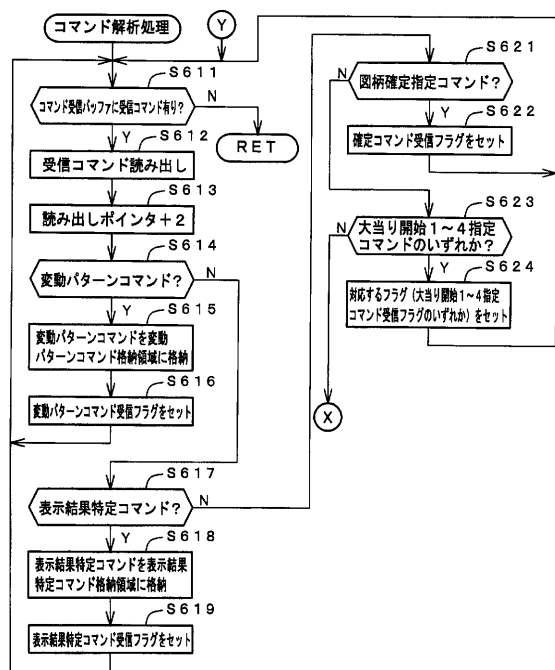 コマンド解析処理
S611
コマンド受信バッファに受信コマンド有り?
N
RET
Y
S612
受信コマンド読み出し
S613
読み出しポインタ+2
S614
変動パターンコマンド?
N
Y
S615
変動パターンコマンドを変動
パターンコマンド格納領域に格納
S616
変動パターンコマンド受信フラグをセット
S617
表示結果特定コマンド?
N
Y
S618
表示結果特定コマンドを表示結果
特定コマンド格納領域に格納
S619
表示結果特定コマンド受信フラグをセット
Y
S621
N
図柄確定指定コマンド?
Y
S622
確定コマンド受信フラグをセット
S623
N
大当り開始1~4指定
コマンドのいずれか?
Y
S624
対応するフラグ(大当り開始1~4指定
コマンド受信フラグのいずれか)をセット
X